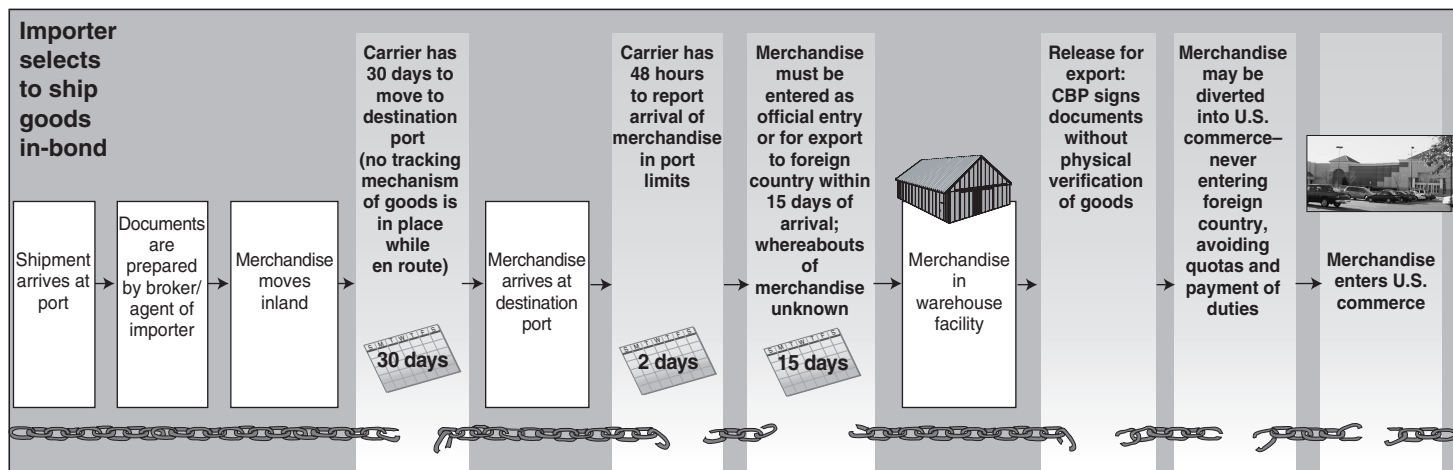 Importer
selects
to ship
goods
in-bond
Shipment
arrives at
port
Documents
are
prepared
by broker/
agent of
importer
Merchandise
moves
inland
Carrier has
30 days to
move to
destination
port
(no tracking
mechanism
of goods is
in place
while
en route)
S M T W T F S
30 days
Merchandise
arrives at
destination
port
Carrier has
48 hours
to report
arrival of
merchandise
in port
limits
S M T W T F S
2 days
Merchandise
must be
entered as
official entry
or for export
to foreign
country within
15 days of
arrival;
whereabouts
of
merchandise
unknown
S M T W T F S
15 days
Merchandise
in
warehouse
facility
Release for
export:
CBP signs
documents
without
physical
verification
of goods
Merchandise
may be
diverted
into U.S.
commerce–
never
entering
foreign
country,
avoiding
quotas and
payment of
duties
Merchandise
enters U.S.
commerce